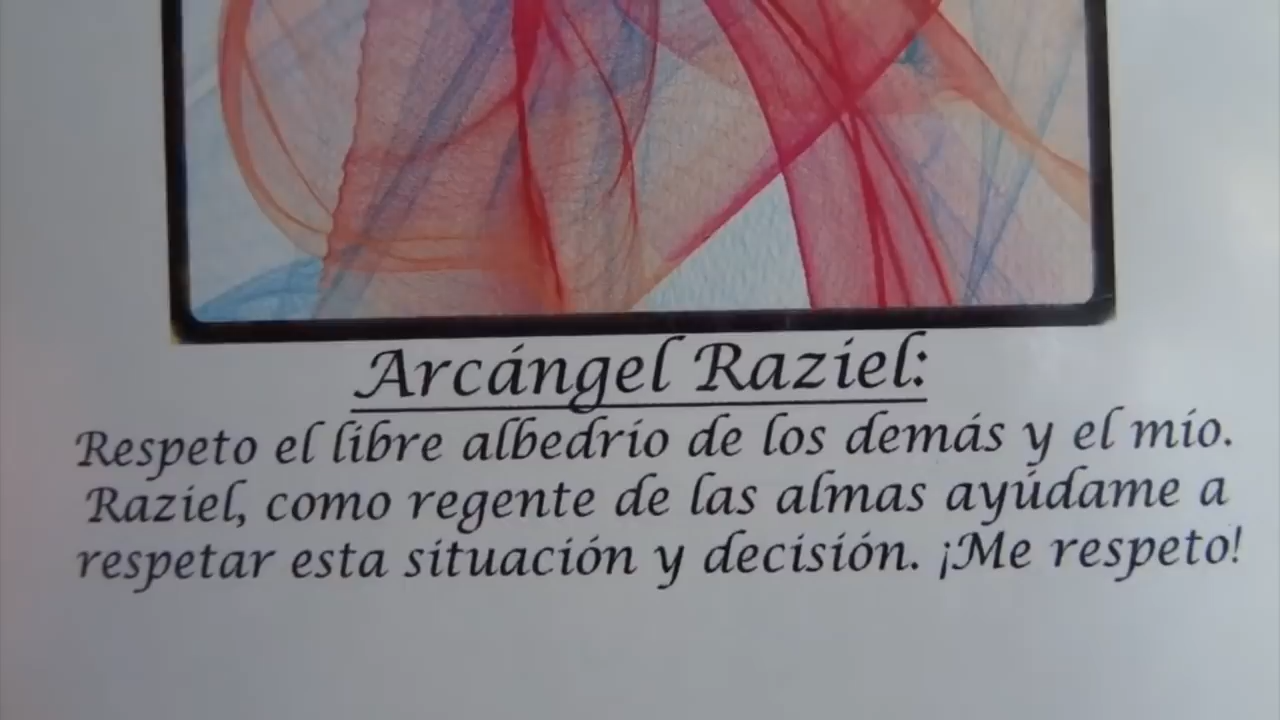 Arcángel Raziel:
Respeto el libre albedrío de los demás y el mío.
Raziel, como regente de las almas ayúdame a
respetar esta situación y decisión. ¡Me respeto!